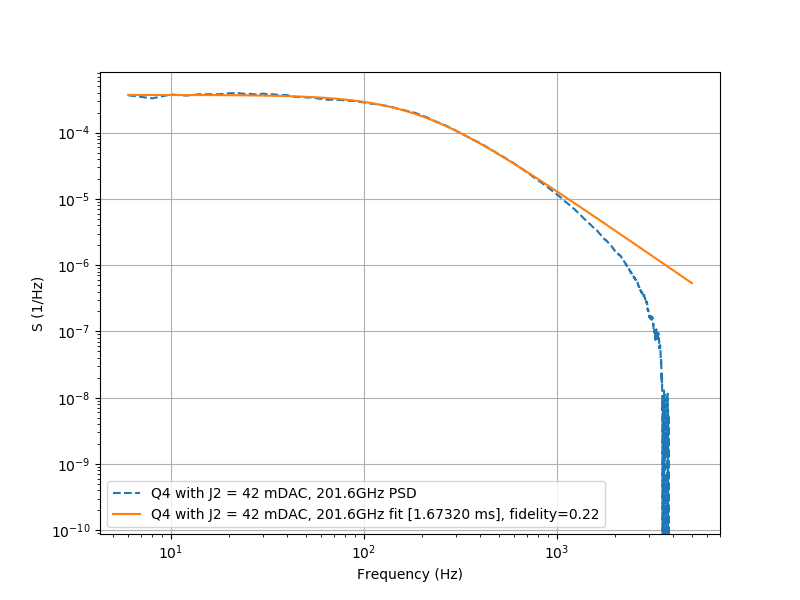 10⁻⁴
10⁻⁵
10⁻⁶
10⁻⁷
10⁻⁸
10⁻⁹
10⁻¹⁰
S (1/Hz)
Q4 with J2 = 42 mDAC, 201.6GHz PSD
Q4 with J2 = 42 mDAC, 201.6GHz fit [1.67320 ms], fidelity=0.22
10¹ 10² 10³
Frequency (Hz)